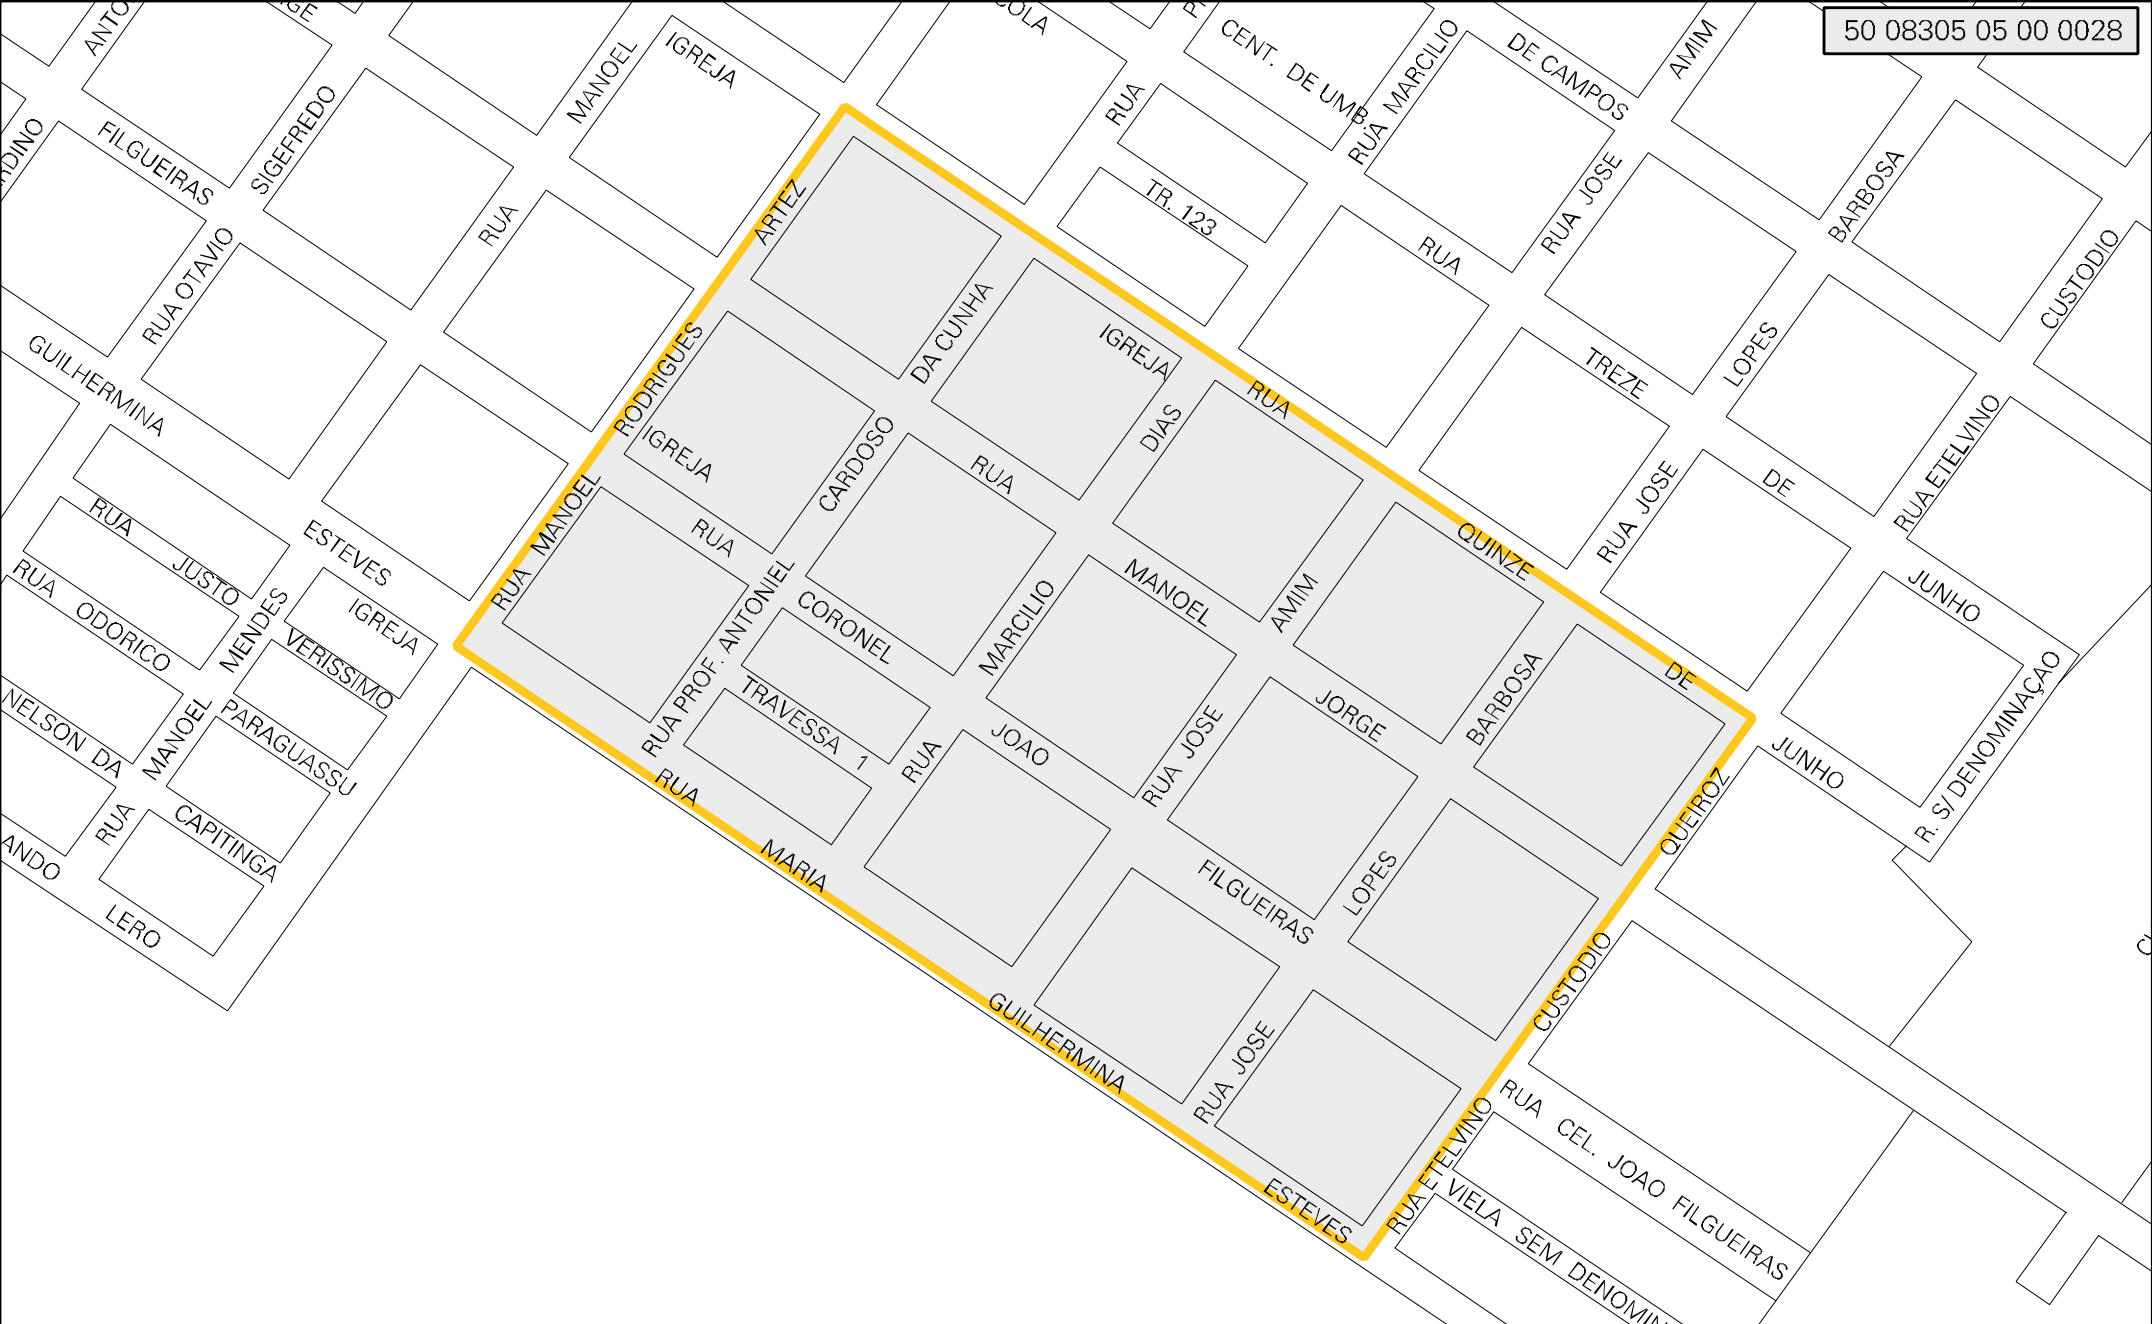 50 08305 05 00 0028
IGREJA
MANOEL
RUA
CENT. DE UMB.
RUA MARCILIO
DE CAMPOS
AMIM
FILGUEIRAS
SIGEFREDO
RUA
TR. 123
RUA JOSE
BARBOSA
CUSTODIO
RUA OTAVIO
RUA
TREZE
LOPES
DE
RUA ETELVINO
JUNHO
RUA JOSE
R. S/ DENOMINAÇAO
GUILHERMINA
ESTEVES
IGREJA
RUA JUSTO
VERISSIMO
RUA ODORICO
MENDES
MANOEL
RUA
PARAGUASSU
NELSON DA
CAPITINGA
LERO
RUA MANOEL RODRIGUES ARTEZ
RUA QUINZE DE JUNHO
RUA PROF. ANTONIEL CARDOSO DA CUNHA
IGREJA
IGREJA
RUA MARCILIO DIAS
RUA MANOEL JORGE FILGUEIRAS
RUA CORONEL JOAO FILGUEIRAS
TRAVESSA 1
RUA JOSE AMIM
RUA JOSE LOPES BARBOSA
RUA MARIA GUILHERMINA ESTEVES
RUA ETELVINO CUSTODIO QUEIROZ
RUA CEL. JOAO FILGUEIRAS
VIELA SEM